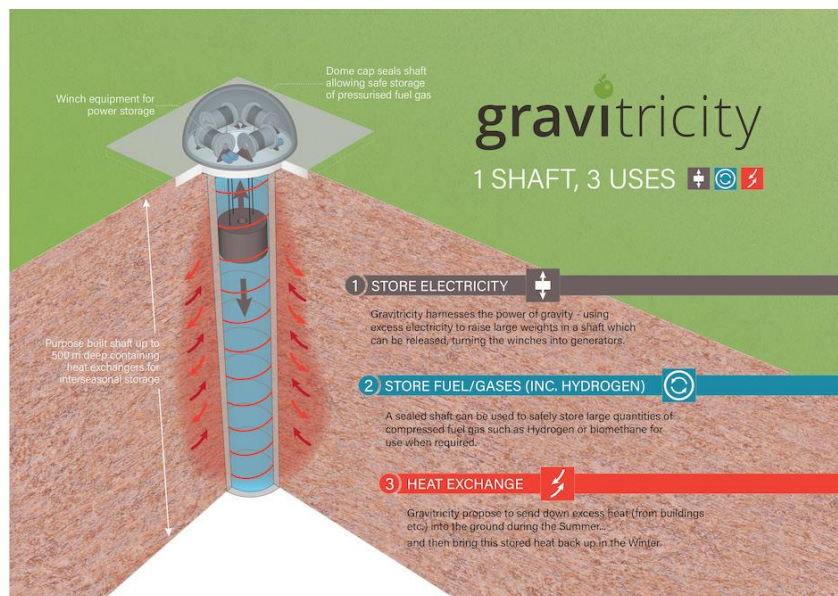 Dome cap seals shaft
allowing safe storage
of pressurised fuel gas
Winch equipment for
power storage
gravitricity
1 SHAFT, 3 USES
Purpose built shaft up to
500 m deep containing
heat exchangers for
interseasonal storage
1 STORE ELECTRICITY
Gravitricity harnesses the power of gravity - using
excess electricity to raise large weights in a shaft which
can be released, turning the winches into generators.
2 STORE FUEL/GASES (INC. HYDROGEN)
A sealed shaft can be used to safely store large quantities of
compressed fuel gas such as Hydrogen or biomethane for
use when required.
3 HEAT EXCHANGE
Gravitricity propose to send down excess heat (from buildings
etc.) into the ground during the Summer...
and then bring this stored heat back up in the Winter.